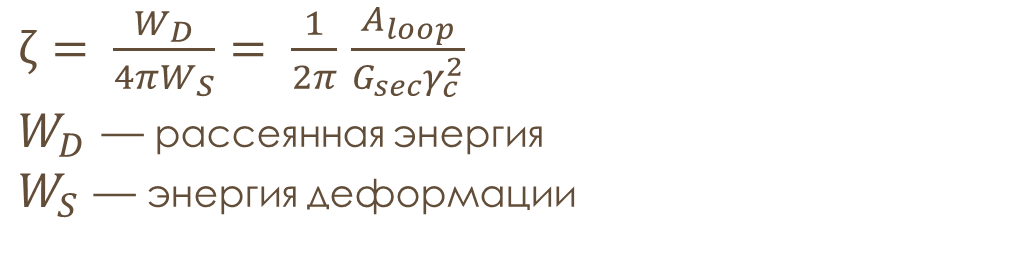 ζ = W_D / 4πW_S = 1 / 2π A_loop / G_sec γ_c^2
W_D — рассеянная энергия
W_S — энергия деформации